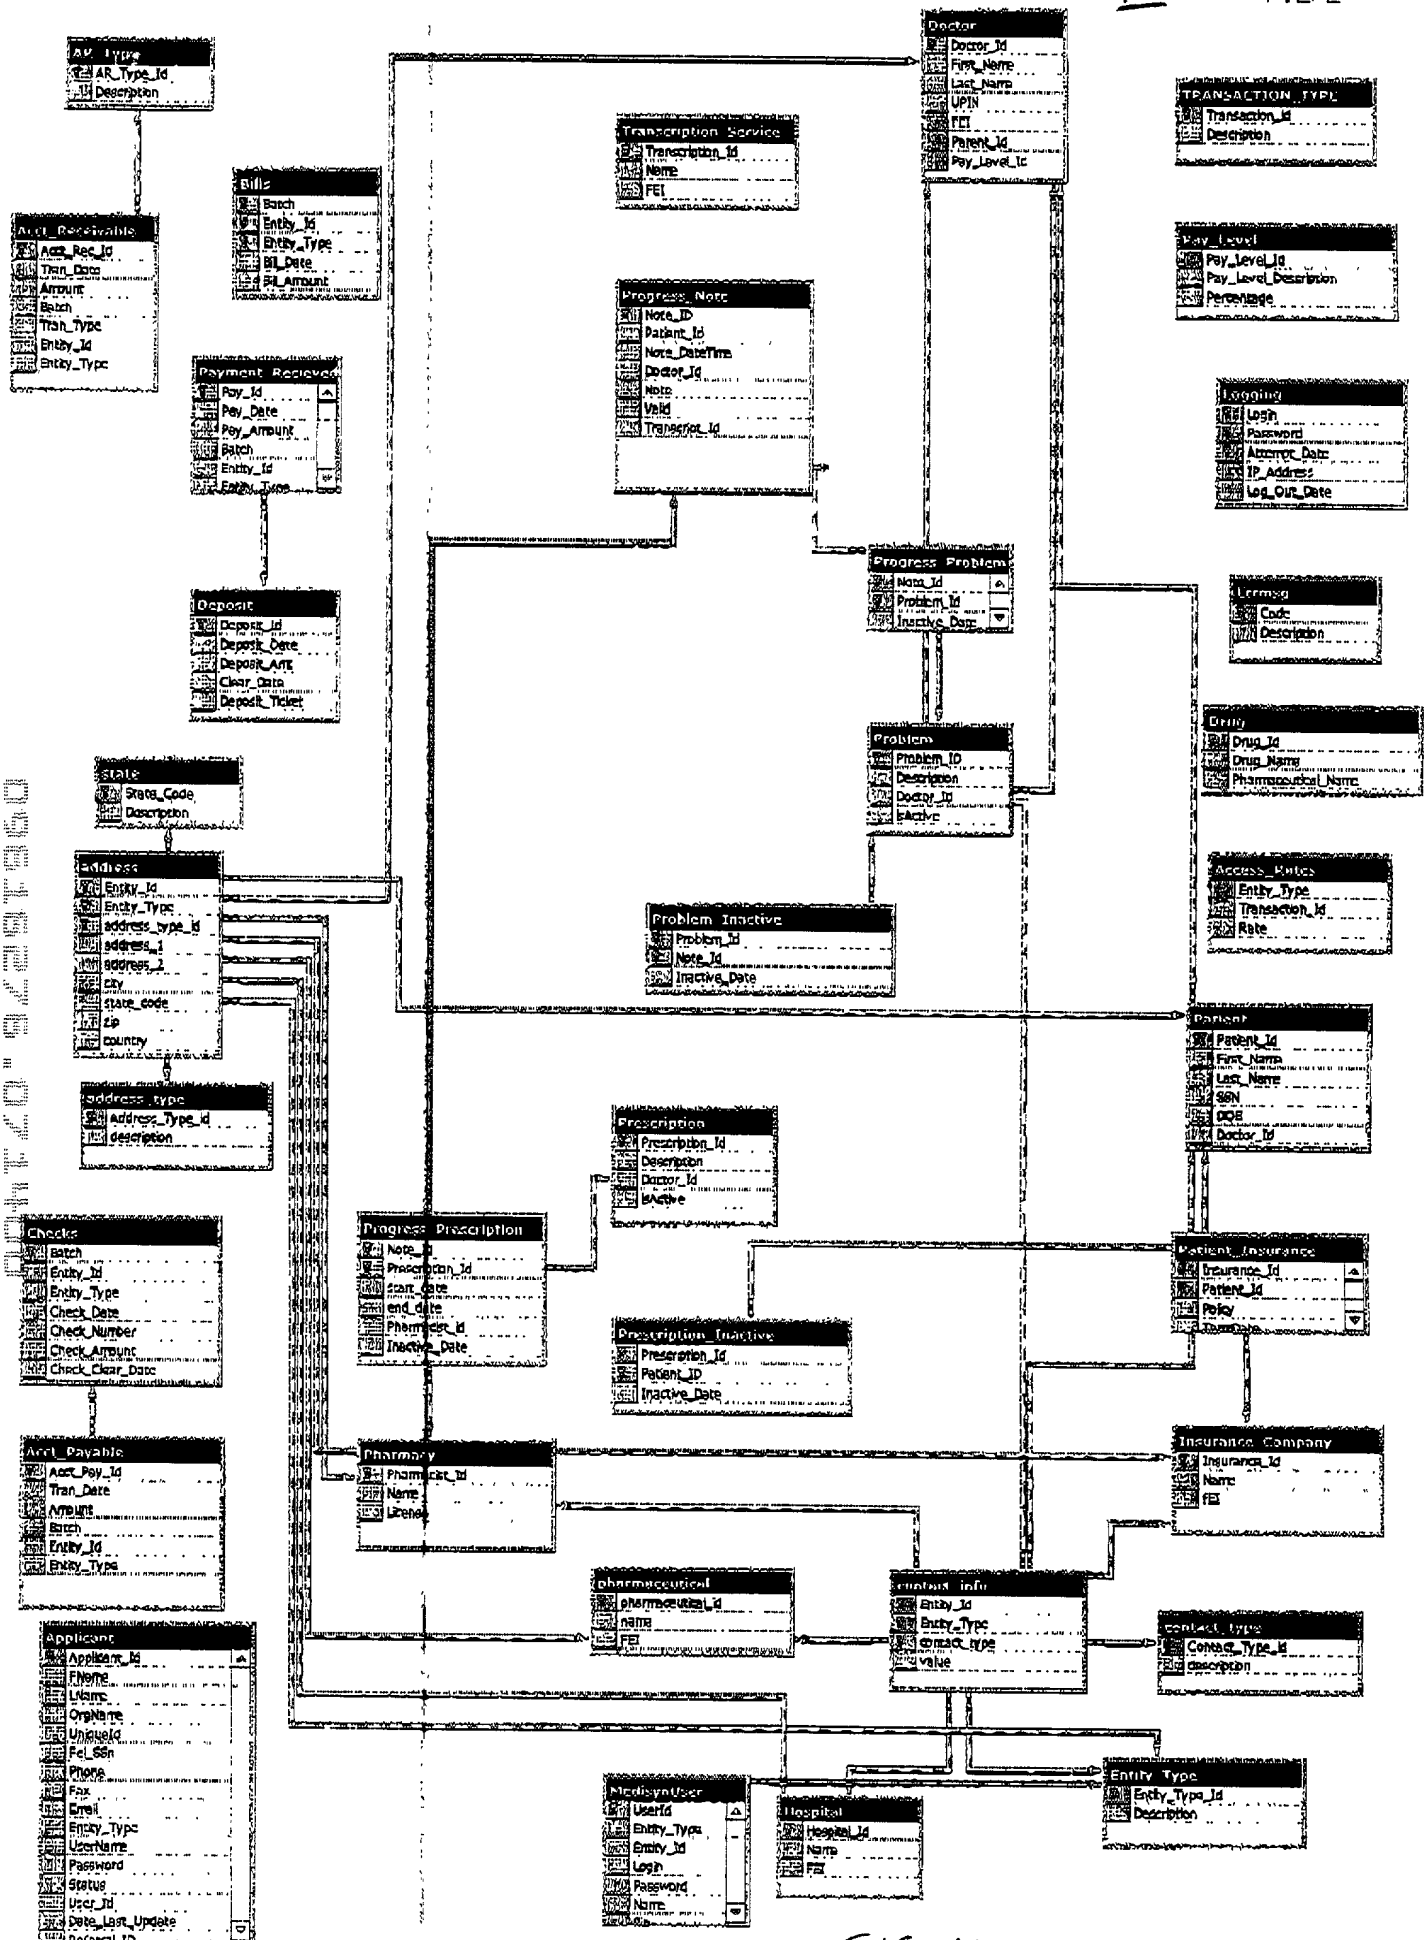 Doctor
Doctor_Id
First_Name
Last_Name
UPIN
FEI
Parent_Id
Pay_Level_Id
AR_Type
AR_Type_Id
Description
TRANSACTION_TYPE
Transaction_Id
Description
Transcription_Service
Transcription_Id
Name
FEI
Bills
Batch
Entity_Id
Entity_Type
Bill_Date
Bill_Amount
Acct_Receivable
Acct_Rec_Id
Tran_Date
Amount
Batch
Tran_Type
Entity_Id
Entity_Type
Pay_Level
Pay_Level_Id
Pay_Level_Description
Percentage
Progress_Note
Note_ID
Patient_Id
Note_DateTime
Doctor_Id
Note
Valid
Transcript_Id
Payment_Recieved
Pay_Id
Pay_Date
Pay_Amount
Batch
Entity_Id
Entity_Type
Logging
Login
Password
Attempt_Date
IP_Address
Log_Out_Date
Progress_Problem
Note_Id
Problem_Id
Inactive_Date
Errmsg
Code
Description
Deposit
Deposit_Id
Deposit_Date
Deposit_Amt
Clear_Date
Deposit_Ticket
Drug
Drug_Id
Drug_Name
Pharmaceutical_Name
Problem
Problem_ID
Description
Doctor_Id
IsActive
state
State_Code
Description
Address
Entity_Id
Entity_Type
address_type_id
address_1
address_2
city
state_code
zip
country
Access_Rates
Entity_Type
Transaction_Id
Rate
Problem_Inactive
Problem_Id
Note_Id
Inactive_Date
Patient
Patient_Id
First_Name
Last_Name
SSN
DOB
Doctor_Id
address_type
Address_Type_id
description
Prescription
Prescription_Id
Description
Doctor_Id
IsActive
Checks
Batch
Entity_Id
Entity_Type
Check_Date
Check_Number
Check_Amount
Check_Clear_Date
Progress_Prescription
Note_Id
Prescription_Id
start_date
end_date
Pharmacist_id
Inactive_Date
Patient_Insurance
Insurance_Id
Patient_Id
Policy
Prescription_Inactive
Prescription_Id
Patient_ID
Inactive_Date
Acct_Payable
Acct_Pay_Id
Tran_Date
Amount
Batch
Entity_Id
Entity_Type
Pharmacy
Pharmacist_Id
Name
License
Insurance_Company
Insurance_Id
Name
FEI
pharmaceutical
pharmaceutical_id
name
FEI
contact_info
Entity_Id
Entity_Type
contact_type
value
contact_type
Contact_Type_Id
description
Applicant
Applicant_Id
FName
LName
OrgName
UniqueId
Fei_SSn
Phone
Fax
Email
Entity_Type
UserName
Password
Status
User_Id
Date_Last_Update
Referral_ID
MedisynUser
UserId
Entity_Type
Entity_Id
Login
Password
Name
Hospital
Hospital_Id
Name
FEI
Entity_Type
Entity_Type_Id
Description